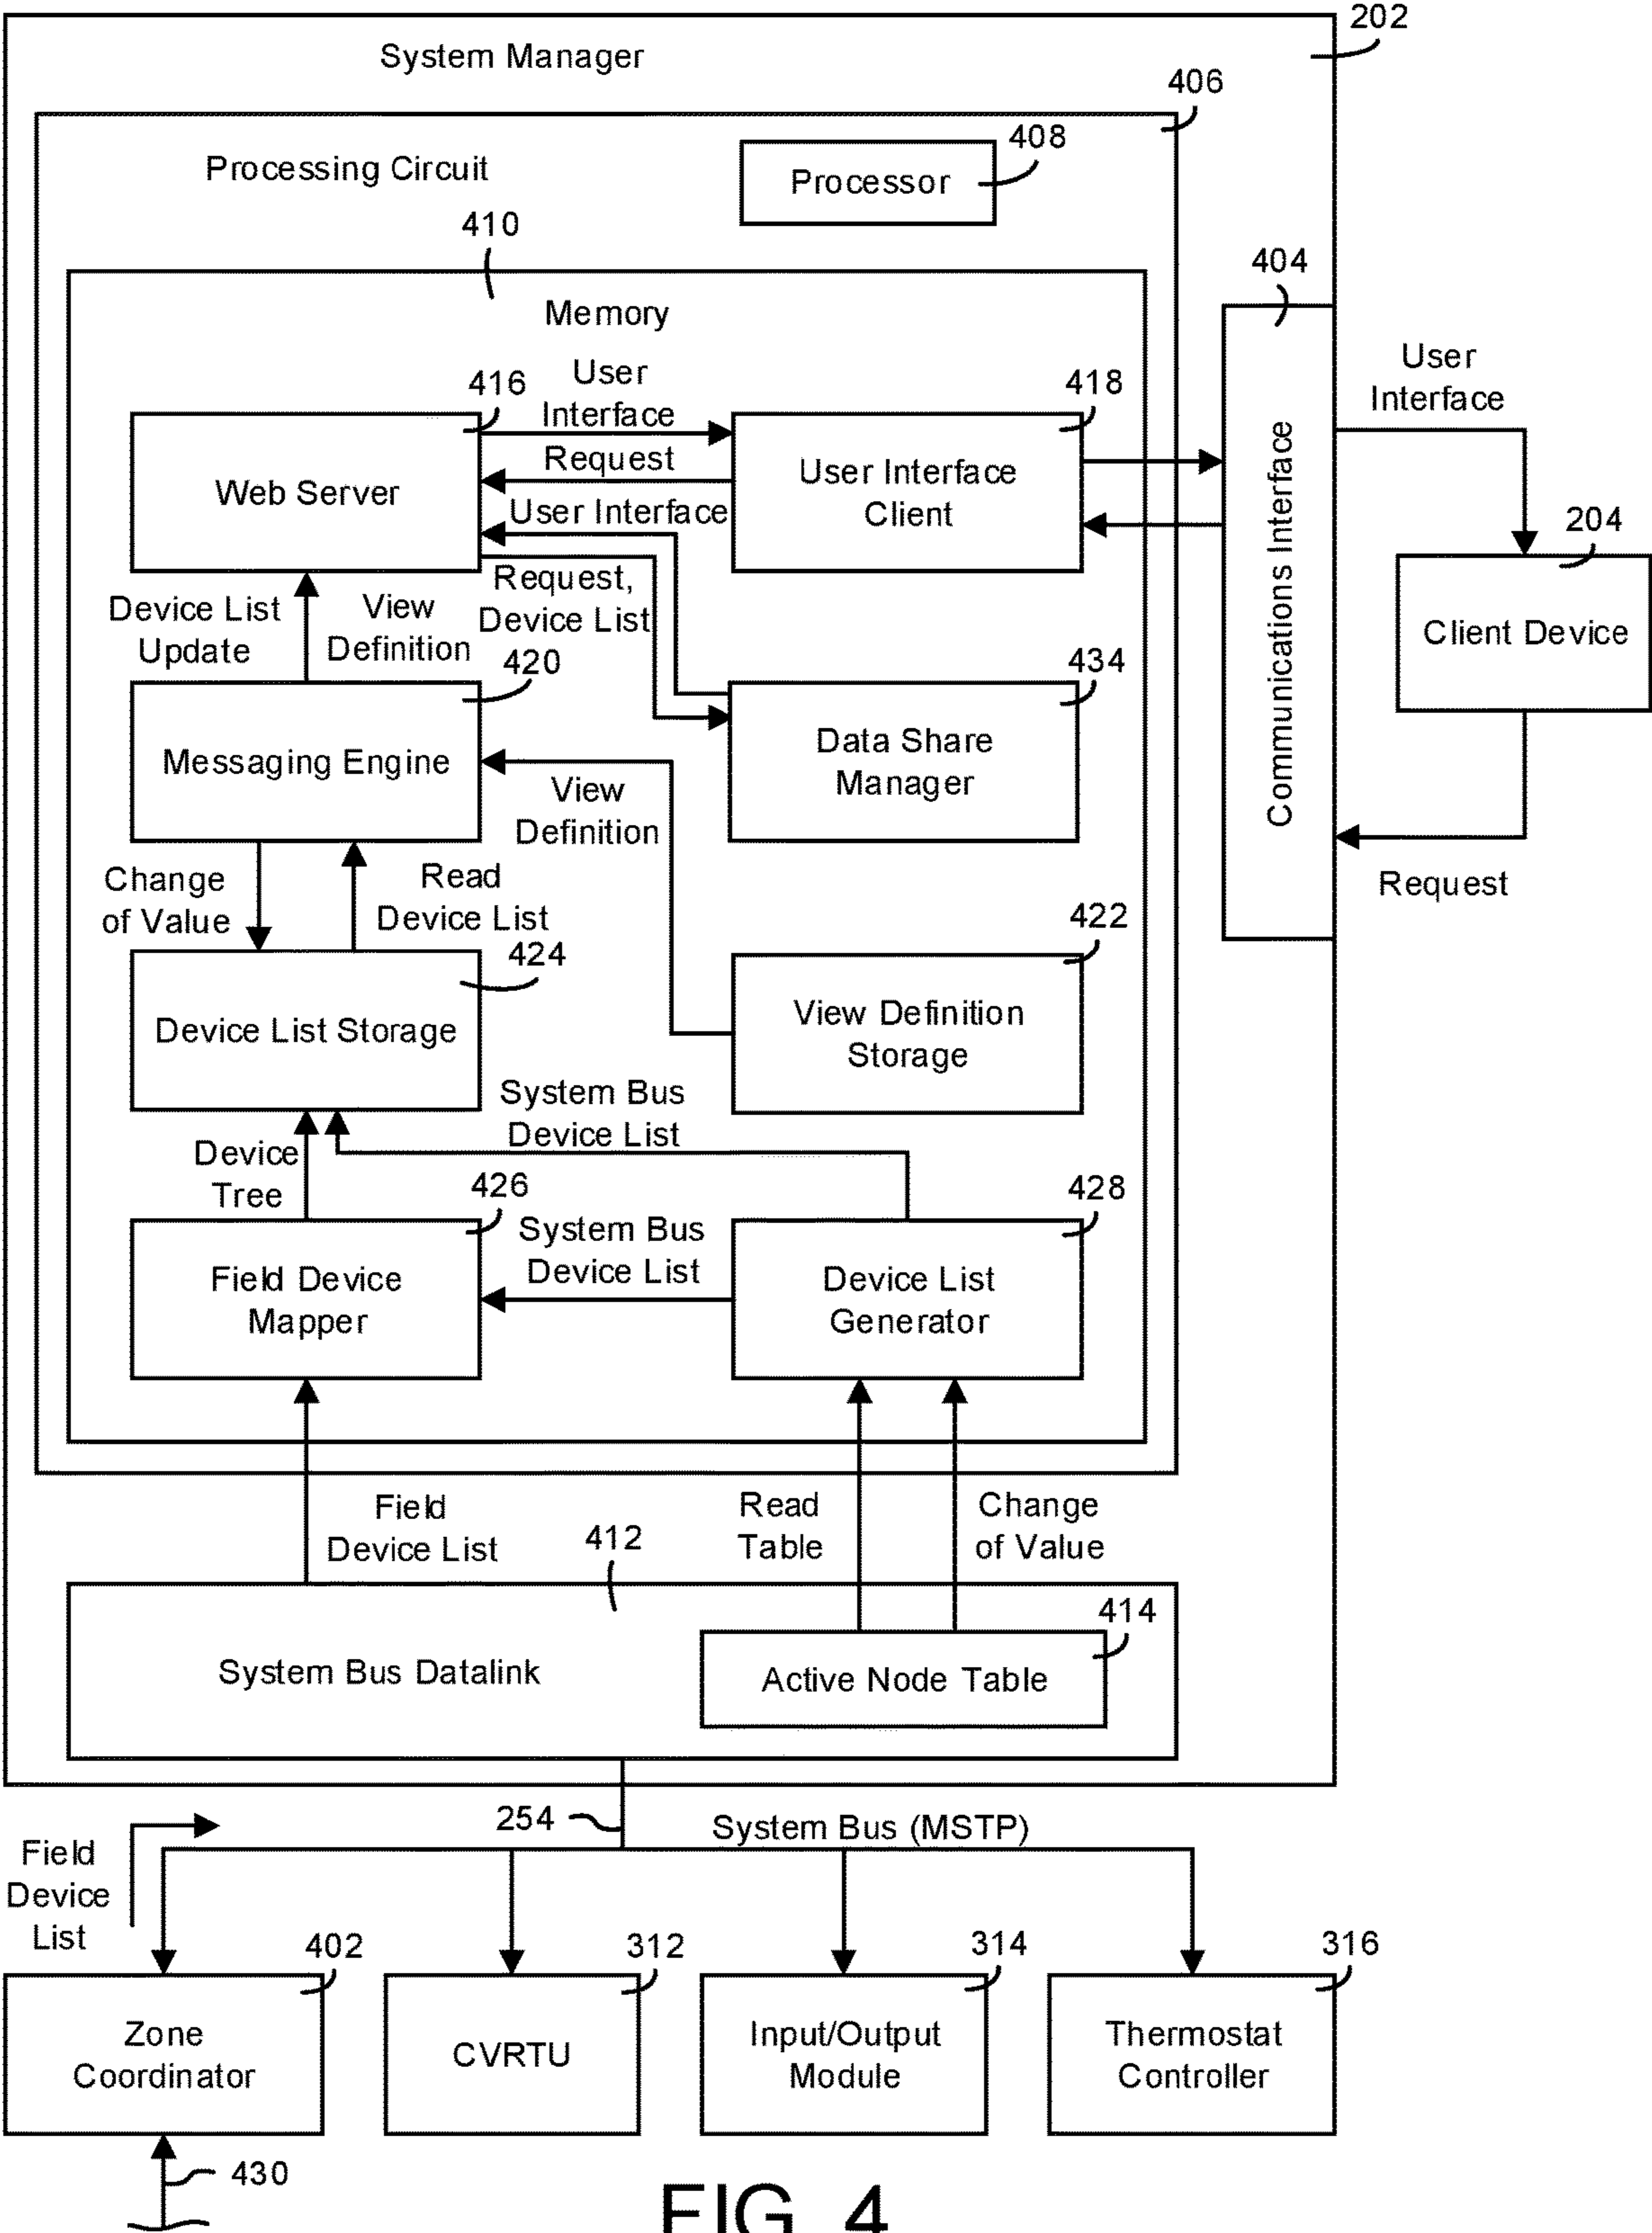 202
System Manager
406
408
Processing Circuit
Processor
410
404
Memory
User
Interface
416
418
User
Interface
Request
Web Server
User Interface
Client
User Interface
Communications Interface
204
Request,
Device List
Device List
Update
View
Definition
Client Device
420
434
Messaging Engine
Data Share
Manager
View
Definition
Change
of Value
Read
Device List
Request
422
424
Device List Storage
View Definition
Storage
System Bus
Device List
Device
Tree
426
428
System Bus
Device List
Field Device
Mapper
Device List
Generator
Field
Device List
Read
Table
Change
of Value
412
414
System Bus Datalink
Active Node Table
254
System Bus (MSTP)
Field
Device
List
402
312
314
316
Zone
Coordinator
CVRTU
Input/Output
Module
Thermostat
Controller
430
FIG. 4